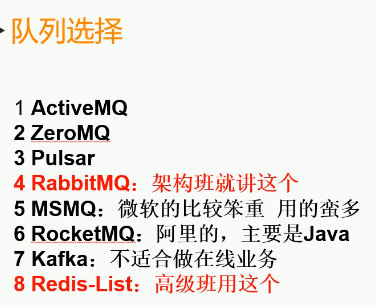 队列选择
1 ActiveMQ
2 ZeroMQ
3 Pulsar
4 RabbitMQ：架构班就讲这个
5 MSMQ：微软的比较笨重 用的蛮多
6 RocketMQ：阿里的，主要是Java
7 Kafka：不适合做在线业务
8 Redis-List：高级班用这个